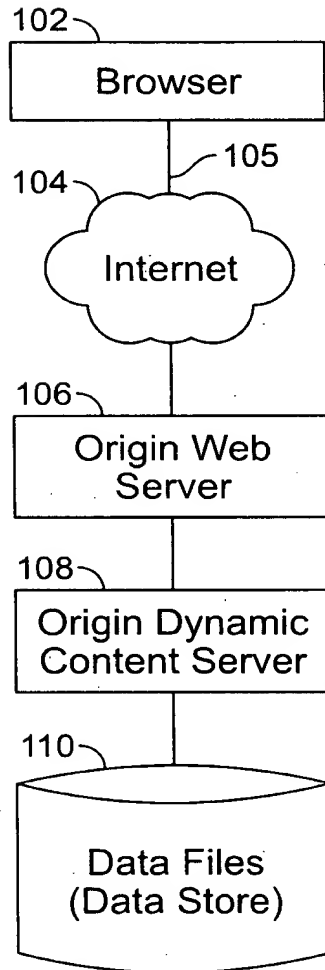 102
Browser
105
104
Internet
106
Origin Web
Server
108
Origin Dynamic
Content Server
110
Data Files
(Data Store)